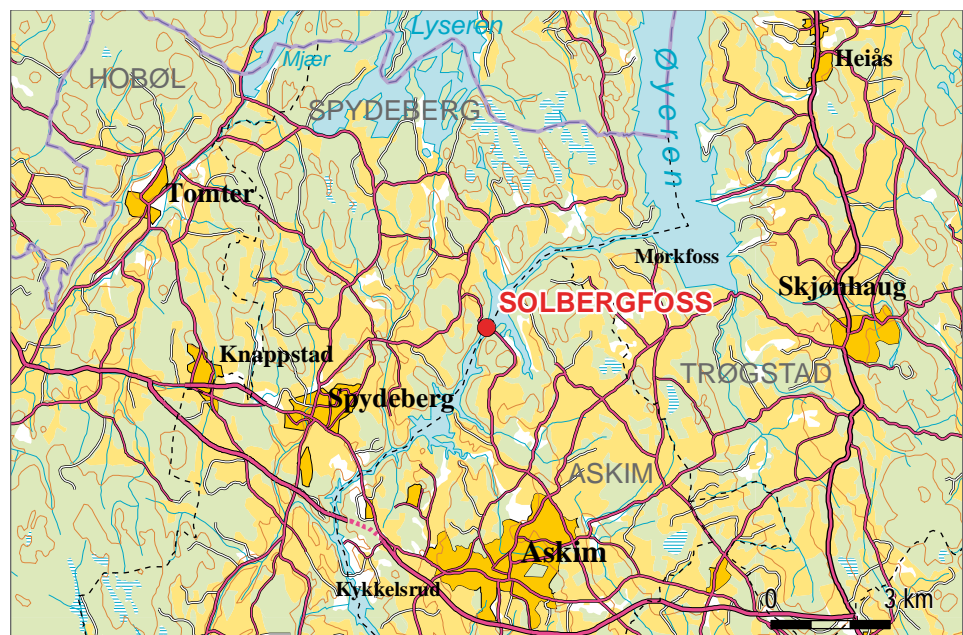 Lyseren
Mjær
Øyeren
Heiås
HOBØL
SPYDEBERG
Tomter
Mørkfoss
Skjønhaug
SOLBERGFOSS
Knappstad
TRØGSTAD
Spydeberg
ASKIM
Askim
Kykkelsrud
0 3 km